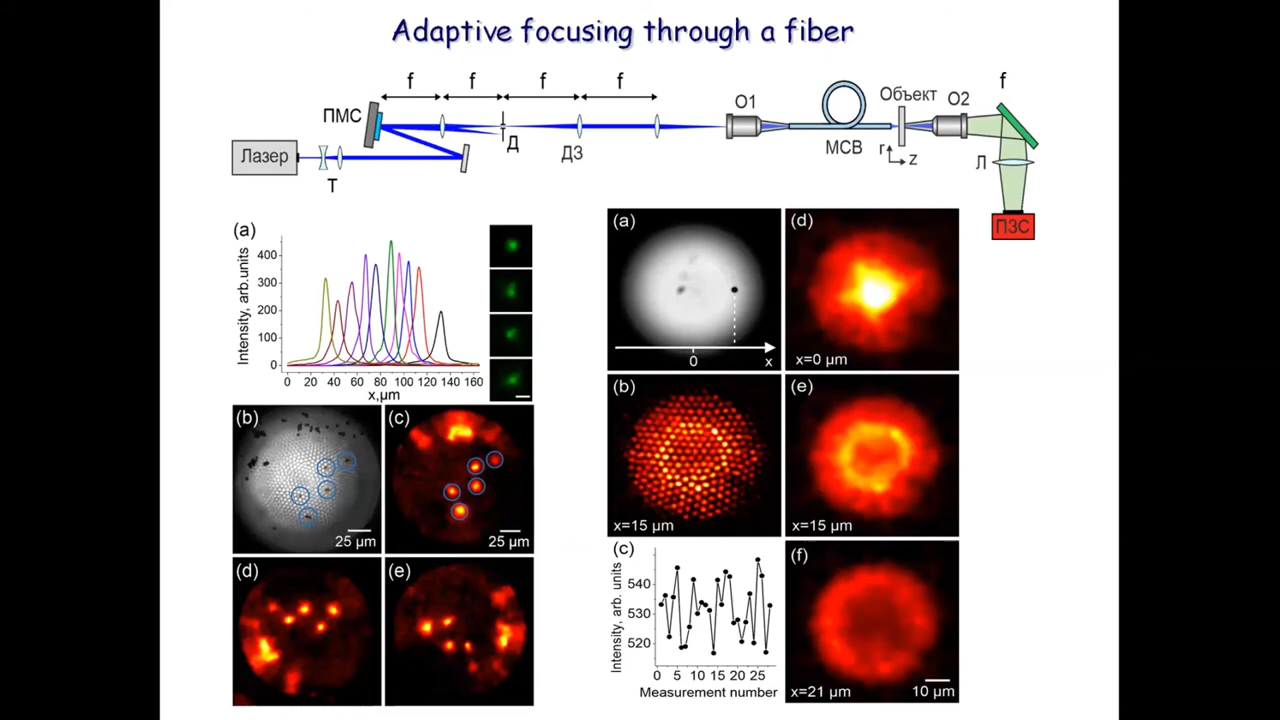 Adaptive focusing through a fiber
f f f f f
ПМС
О1
Объект
О2
Лазер
Т
Д
ДЗ
МСВ
r
z
Л
ПЗС
(a)
Intensity, arb.units
400
300
200
100
0
0 20 40 60 80 100 120 140 160
x,µm
(b)
25 µm
(c)
25 µm
(d)
(e)
(a)
0
x
(d)
x=0 µm
(b)
x=15 µm
(e)
x=15 µm
(c)
Intensity, arb. units
540
530
520
0 5 10 15 20 25
Measurement number
(f)
x=21 µm
10 µm